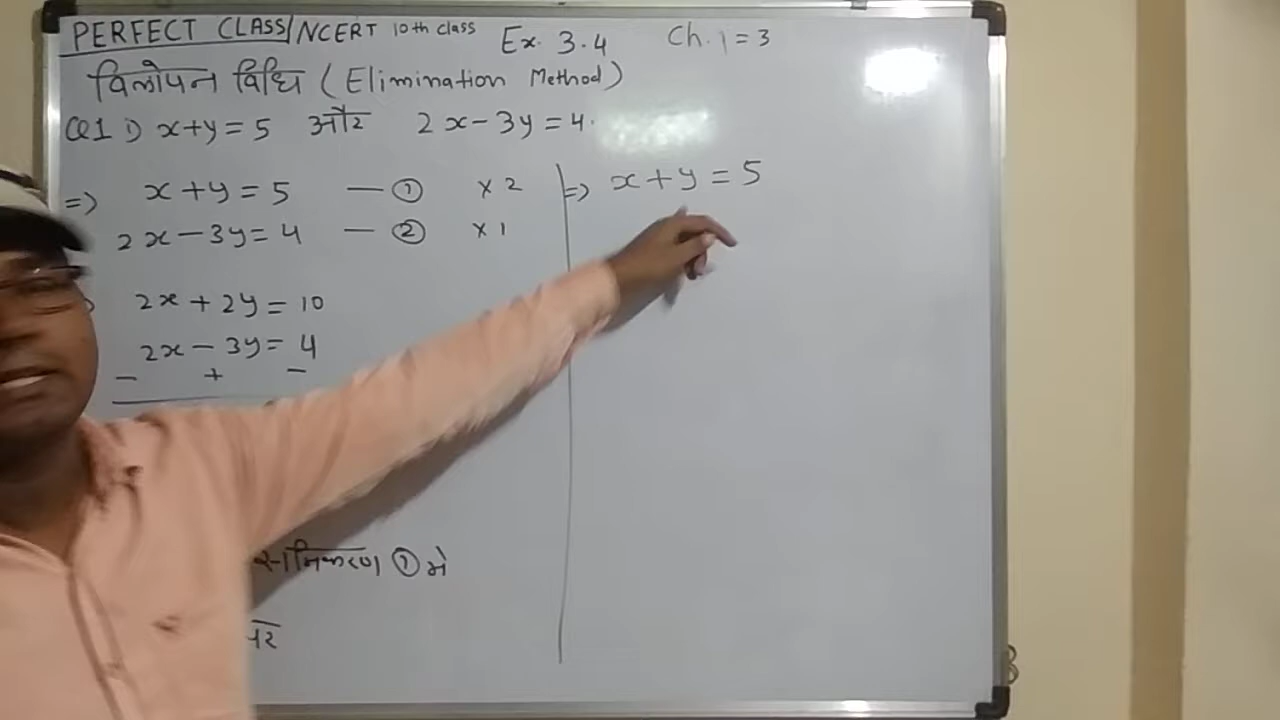 PERFECT CLASS/NCERT 10th class Ex. 3.4 Ch. 1 = 3
विलोपन विधि (Elimination Method)
Q1 1) x+y = 5 और 2x-3y = 4.
=> x + y = 5 — ① × 2
2x - 3y = 4 — ② × 1
2x + 2y = 10
2x - 3y = 4
- + -
समिकरण ① मे
पर
=> x + y = 5